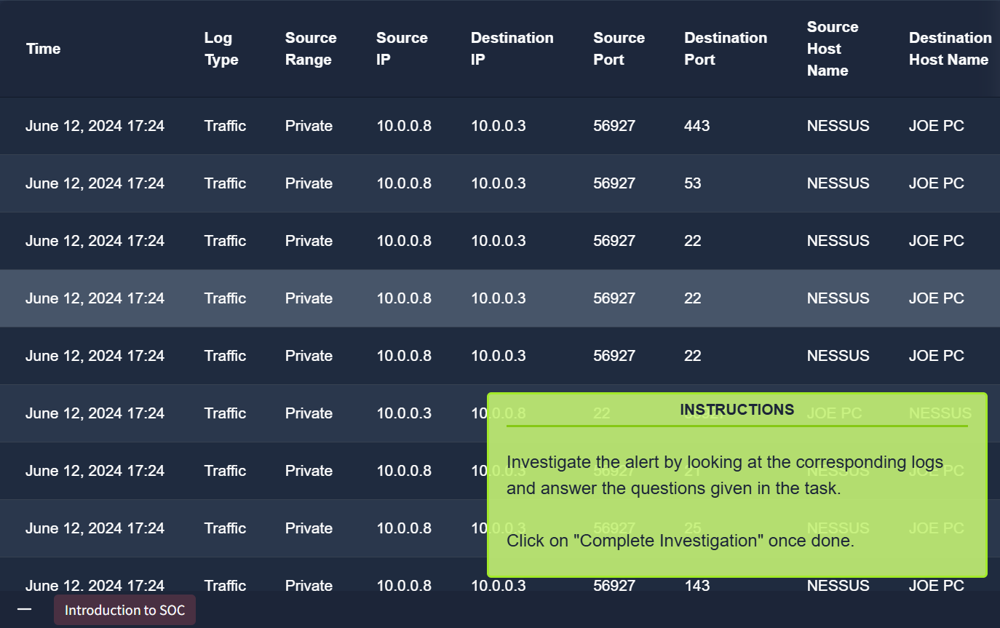 Time Log Type Source Range Source IP Destination IP Source Port Destination Port Source Host Name Destination Host Name
June 12, 2024 17:24 Traffic Private 10.0.0.8 10.0.0.3 56927 443 NESSUS JOE PC
June 12, 2024 17:24 Traffic Private 10.0.0.8 10.0.0.3 56927 53 NESSUS JOE PC
June 12, 2024 17:24 Traffic Private 10.0.0.8 10.0.0.3 56927 22 NESSUS JOE PC
June 12, 2024 17:24 Traffic Private 10.0.0.8 10.0.0.3 56927 22 NESSUS JOE PC
June 12, 2024 17:24 Traffic Private 10.0.0.8 10.0.0.3 56927 22 NESSUS JOE PC
June 12, 2024 17:24 Traffic Private 10.0.0.3 10.0.0.8 22 JOE PC NESSUS
June 12, 2024 17:24 Traffic Private 10.0.0.8 10.0.0.3 56927 21 NESSUS JOE PC
June 12, 2024 17:24 Traffic Private 10.0.0.8 10.0.0.3 56927 25 NESSUS JOE PC
June 12, 2024 17:24 Traffic Private 10.0.0.8 10.0.0.3 56927 143 NESSUS JOE PC
INSTRUCTIONS
Investigate the alert by looking at the corresponding logs
and answer the questions given in the task.
Click on "Complete Investigation" once done.
Introduction to SOC